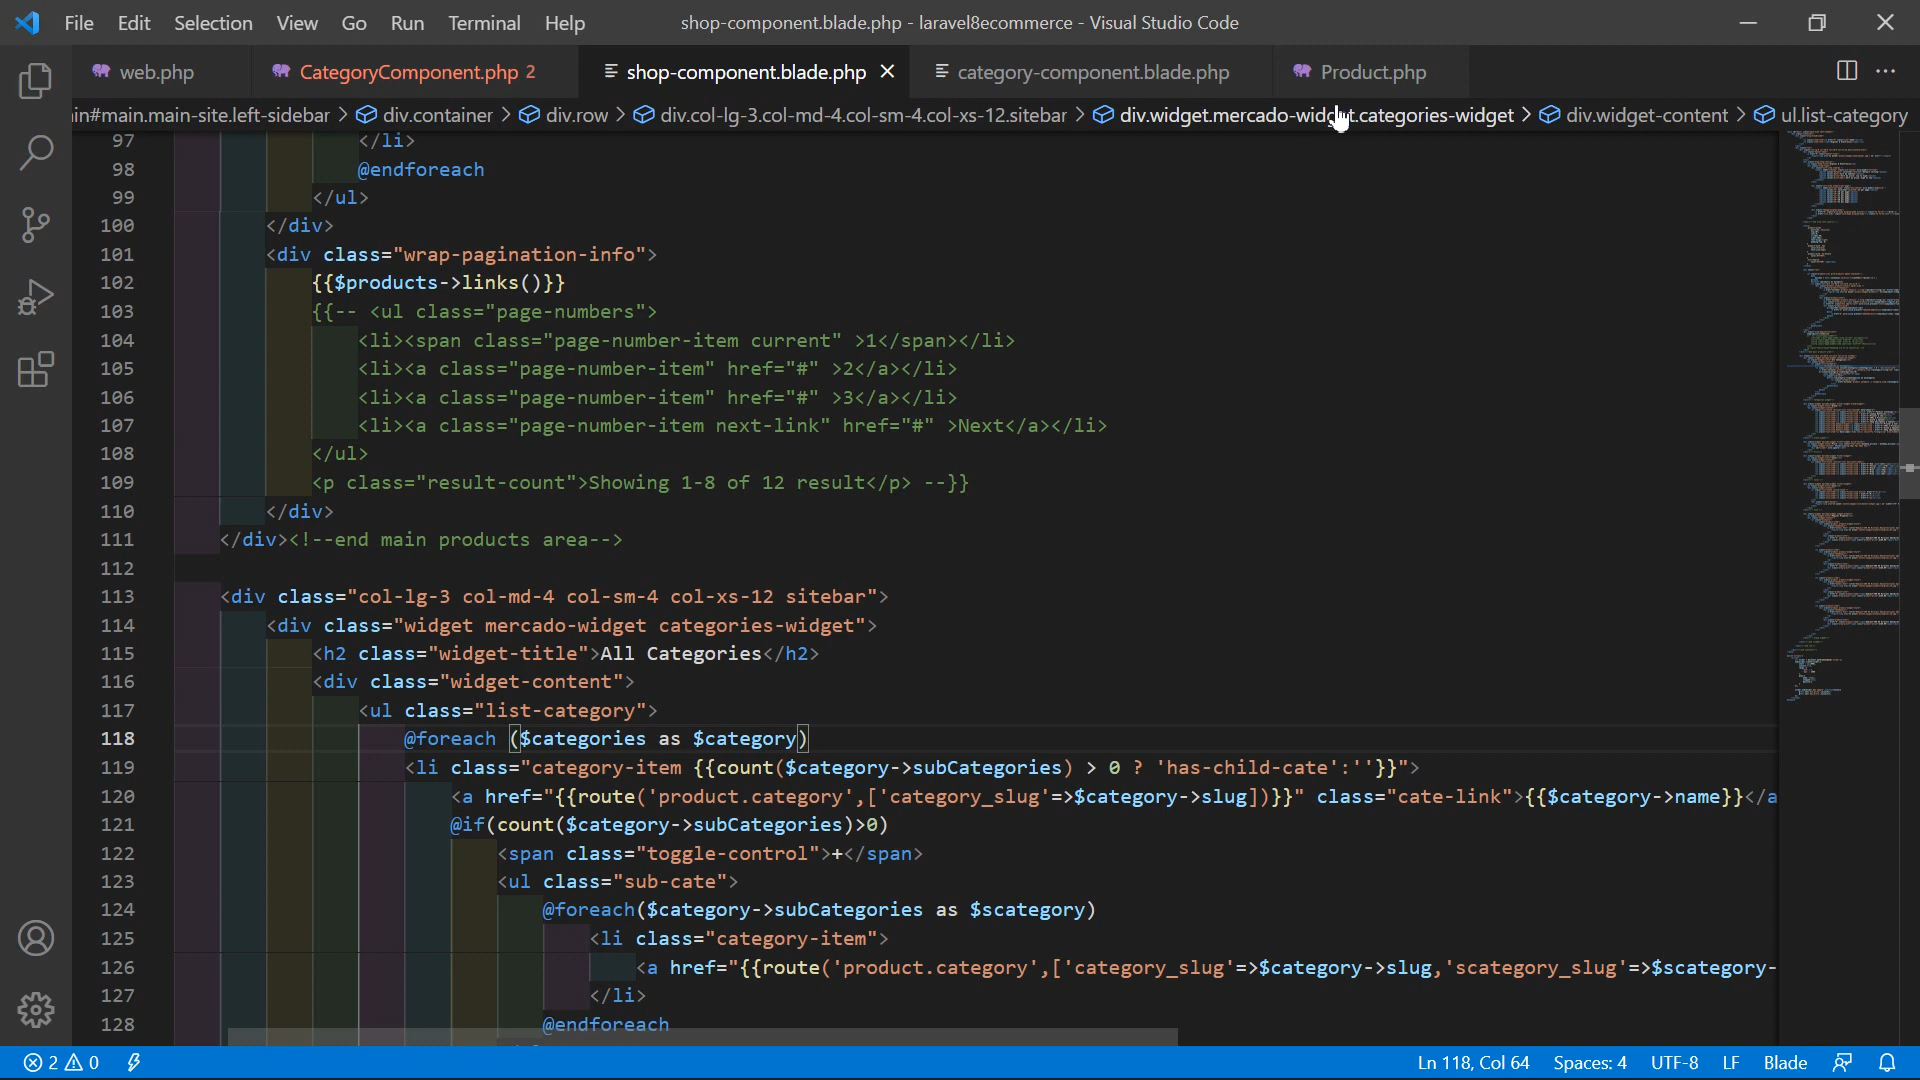 File Edit Selection View Go Run Terminal Help shop-component.blade.php - laravel8ecommerce - Visual Studio Code
web.php CategoryComponent.php 2 shop-component.blade.php category-component.blade.php Product.php
in#main.main-site.left-sidebar > div.container > div.row > div.col-lg-3.col-md-4.col-sm-4.col-xs-12.sitebar > div.widget.mercado-widget.categories-widget > div.widget-content > ul.list-category
97 </li>
98 @endforeach
99 </ul>
100 </div>
101 <div class="wrap-pagination-info">
102 {{$products->links()}}
103 {{-- <ul class="page-numbers">
104 <li><span class="page-number-item current" >1</span></li>
105 <li><a class="page-number-item" href="#" >2</a></li>
106 <li><a class="page-number-item" href="#" >3</a></li>
107 <li><a class="page-number-item next-link" href="#" >Next</a></li>
108 </ul>
109 <p class="result-count">Showing 1-8 of 12 result</p> --}}
110 </div>
111 </div><!--end main products area-->
112
113 <div class="col-lg-3 col-md-4 col-sm-4 col-xs-12 sitebar">
114 <div class="widget mercado-widget categories-widget">
115 <h2 class="widget-title">All Categories</h2>
116 <div class="widget-content">
117 <ul class="list-category">
118 @foreach ($categories as $category)
119 <li class="category-item {{count($category->subCategories) > 0 ? 'has-child-cate':''}}">
120 <a href="{{route('product.category',['category_slug'=>$category->slug])}}" class="cate-link">{{$category->name}}</a
121 @if(count($category->subCategories)>0)
122 <span class="toggle-control">+</span>
123 <ul class="sub-cate">
124 @foreach($category->subCategories as $scategory)
125 <li class="category-item">
126 <a href="{{route('product.category',['category_slug'=>$category->slug,'scategory_slug'=>$scategory-
127 </li>
128 @endforeach
2 0 Ln 118, Col 64 Spaces: 4 UTF-8 LF Blade